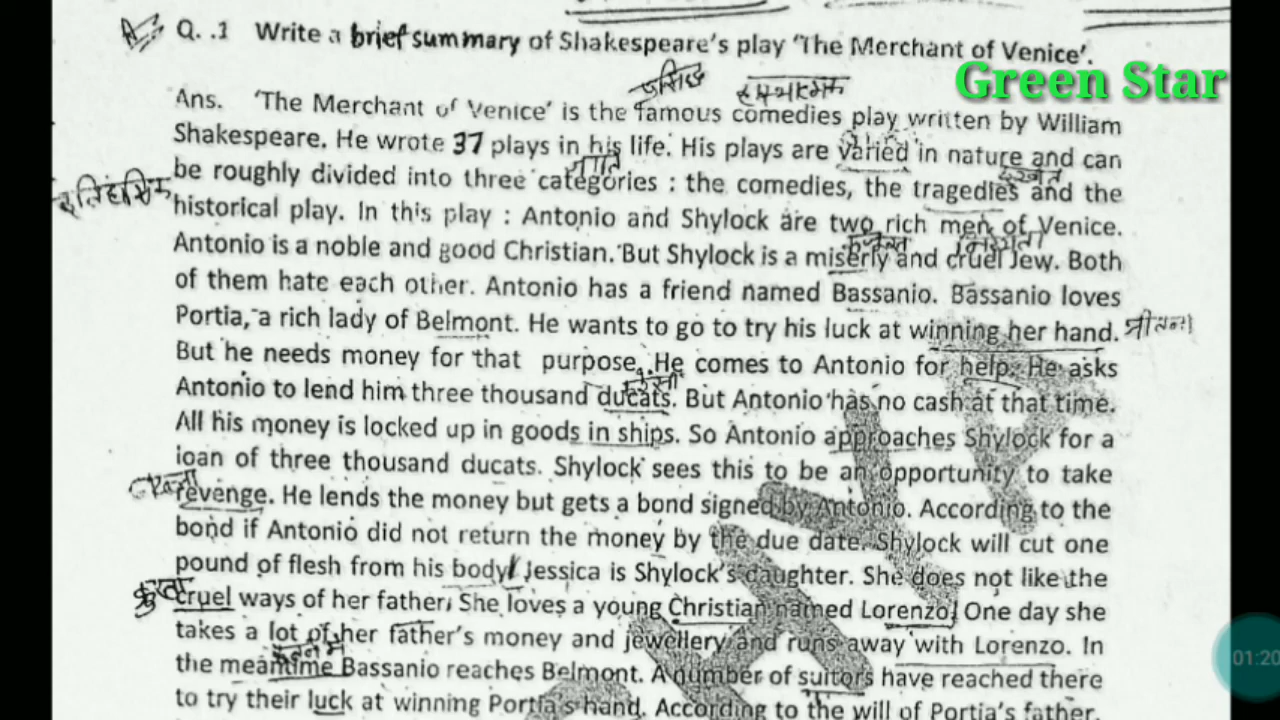 Q. .1 Write a brief summary of Shakespeare's play 'The Merchant of Venice'.
Green Star
प्रसिद्ध
Ans. 'The Merchant of Venice' is the famous comedies play written by William
Shakespeare. He wrote 37 plays in his life. His plays are varied in nature and can
be roughly divided into three categories : the comedies, the tragedies and the
historical play. In this play : Antonio and Shylock are two rich men of Venice.
Antonio is a noble and good Christian. But Shylock is a miserly and cruel Jew. Both
of them hate each other. Antonio has a friend named Bassanio. Bassanio loves
Portia, a rich lady of Belmont. He wants to go to try his luck at winning her hand.
But he needs money for that purpose. He comes to Antonio for help. He asks
Antonio to lend him three thousand ducats. But Antonio has no cash at that time.
All his money is locked up in goods in ships. So Antonio approaches Shylock for a
loan of three thousand ducats. Shylock sees this to be an opportunity to take
revenge. He lends the money but gets a bond signed by Antonio. According to the
bond if Antonio did not return the money by the due date. Shylock will cut one
pound of flesh from his body. Jessica is Shylock's daughter. She does not like the
cruel ways of her father. She loves a young Christian named Lorenzo. One day she
takes a lot of her father's money and jewellery and runs away with Lorenzo. In
the meantime Bassanio reaches Belmont. A number of suitors have reached there
to try their luck at winning Portia's hand. According to the will of Portia's father.
01:20